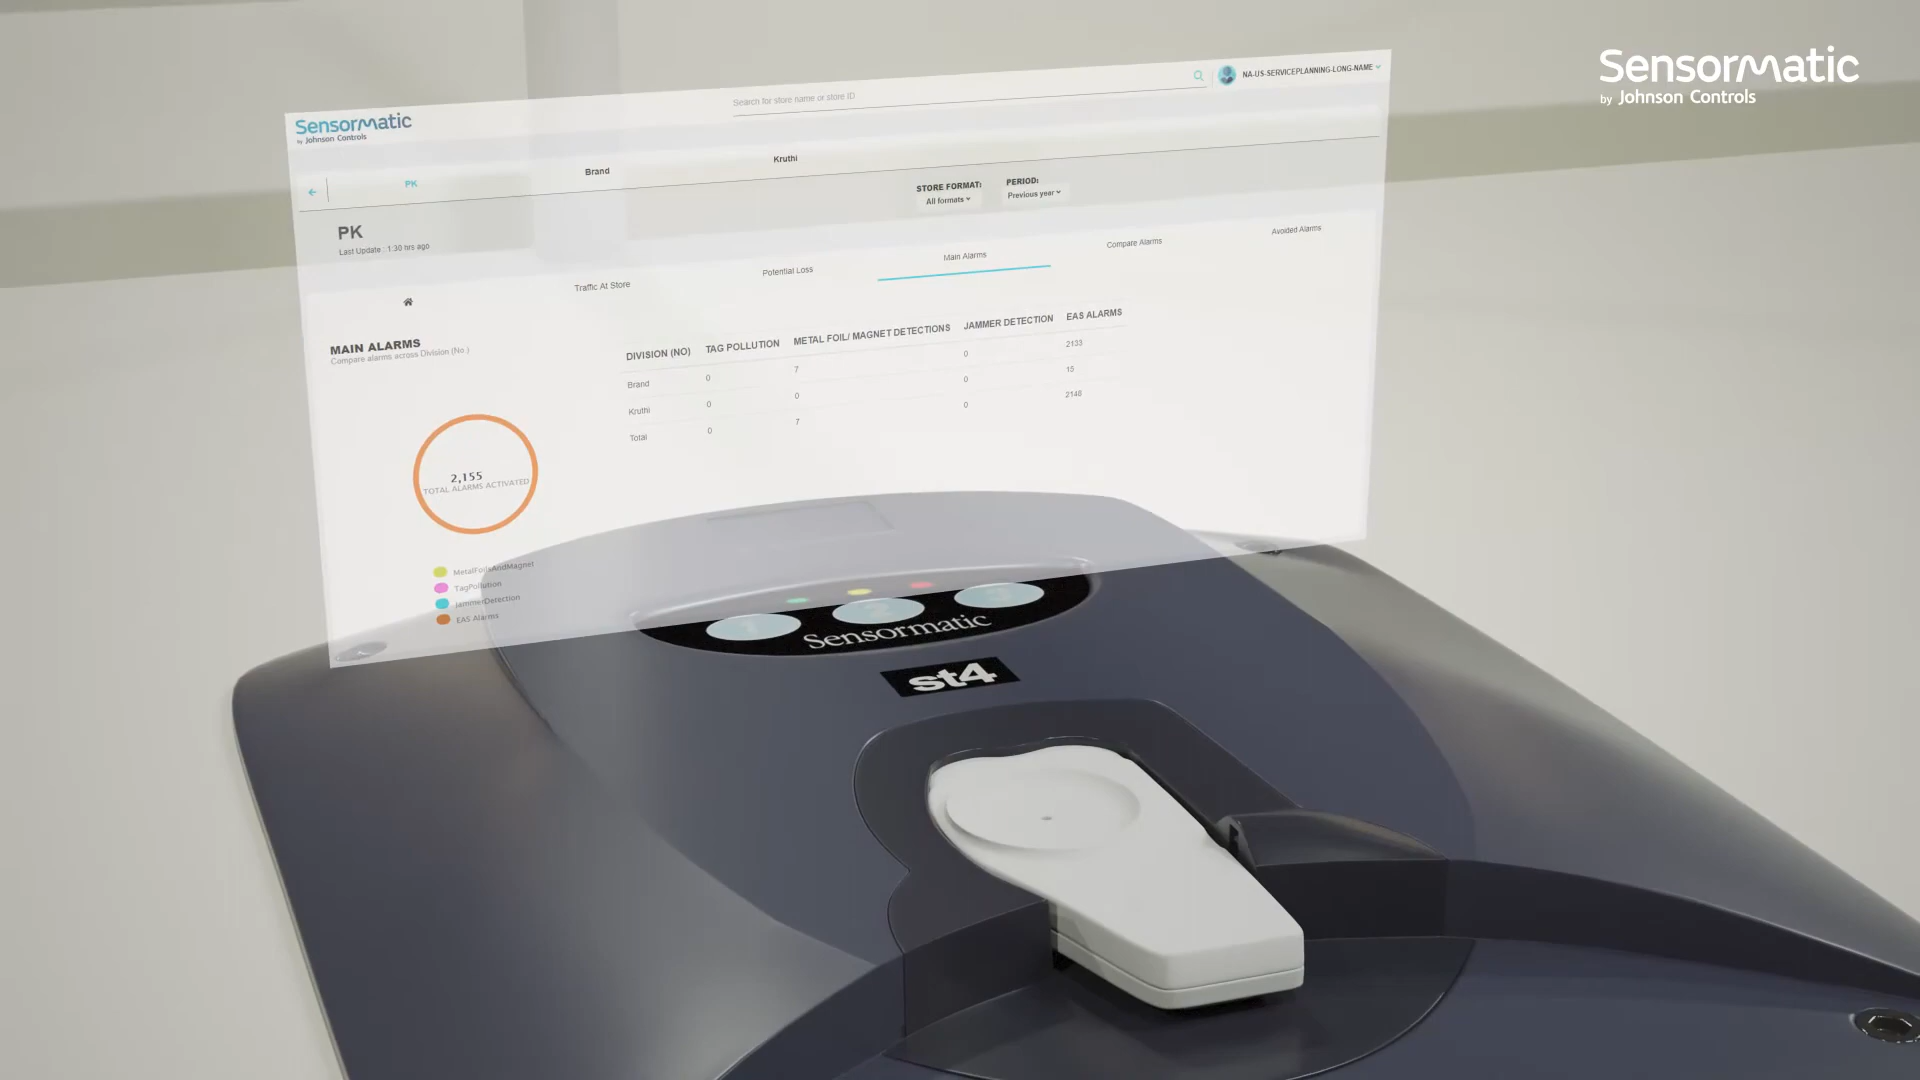 Sensormatic
by Johnson Controls
Sensormatic
by Johnson Controls
Search for store name or store ID
NA-US-SERVICEPLANNING-LONG-NAME
PK
Brand
Kruthi
PK
Last Update : 1:30 hrs ago
STORE FORMAT:
All formats
PERIOD:
Previous year
Traffic At Store
Potential Loss
Main Alarms
Compare Alarms
Avoided Alarms
MAIN ALARMS
Compare alarms across Division (No )
DIVISION (NO) TAG POLLUTION METAL FOIL/ MAGNET DETECTIONS JAMMER DETECTION EAS ALARMS
Brand 0 7 0 2133
Kruthi 0 0 0 15
Total 0 7 0 2148
2,155
TOTAL ALARMS ACTIVATED
MetalFoilsAndMagnet
TagPollution
JammerDetection
EAS Alarms
1 2 3
Sensormatic
st4